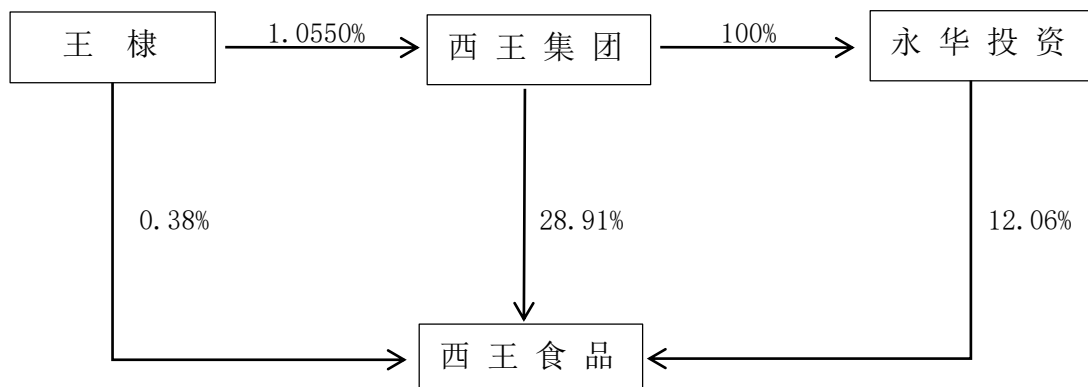 王 棣
1.0550%
西 王 集 团
100%
永 华 投 资
0.38%
28.91%
12.06%
西 王 食 品